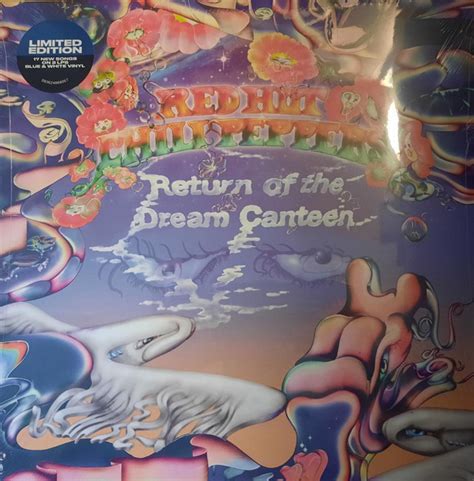 LIMITED
EDITION
17 NEW SONGS
ON 2 LPS
BLUE & WHITE VINYL
RED HOT
CHILI PEPPERS
Return of the
Dream Canteen